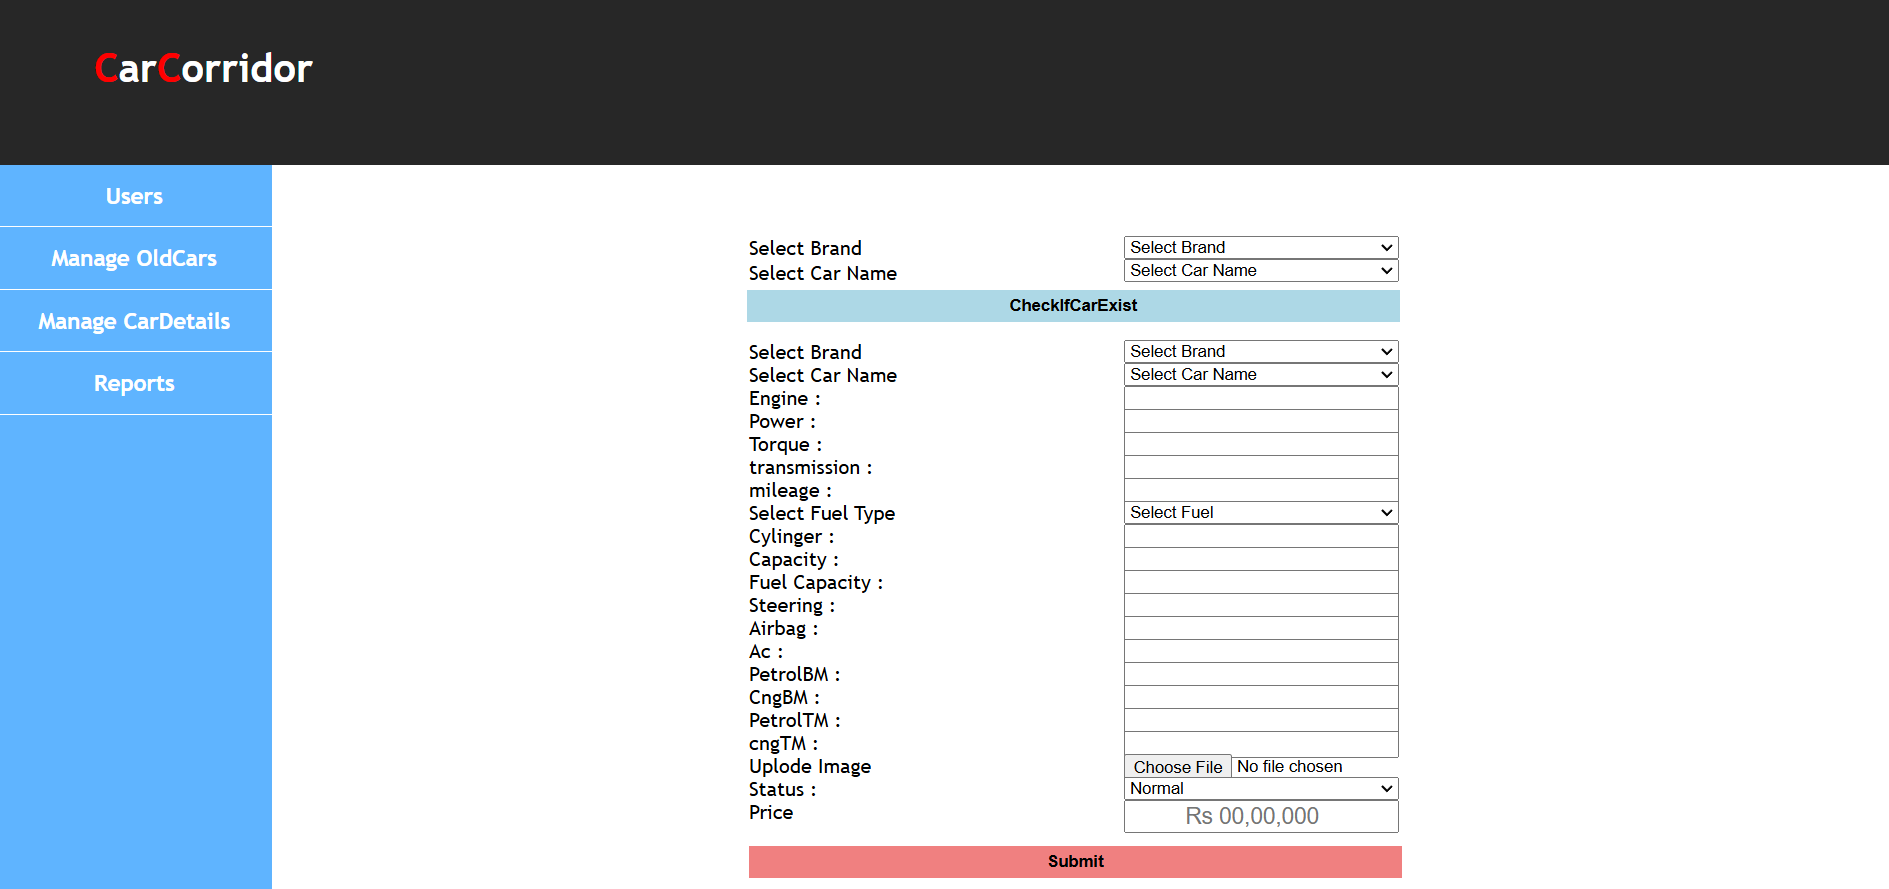 CarCorridor
Users
Manage OldCars
Manage CarDetails
Reports
Select Brand Select Brand
Select Car Name Select Car Name
CheckIfCarExist
Select Brand Select Brand
Select Car Name Select Car Name
Engine :
Power :
Torque :
transmission :
mileage :
Select Fuel Type Select Fuel
Cylinger :
Capacity :
Fuel Capacity :
Steering :
Airbag :
Ac :
PetrolBM :
CngBM :
PetrolTM :
cngTM :
Uplode Image Choose File No file chosen
Status : Normal
Price Rs 00,00,000
Submit